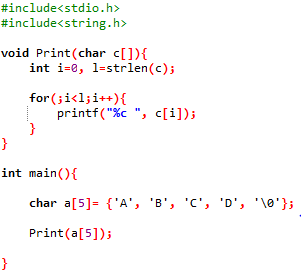 #include<stdio.h>
#include<string.h>
void Print(char c[]){
int i=0, l=strlen(c);
for(;i<l;i++){
printf("%c ", c[i]);
}
}
int main(){
char a[5]= {'A', 'B', 'C', 'D', '\0'};
Print(a[5]);
}